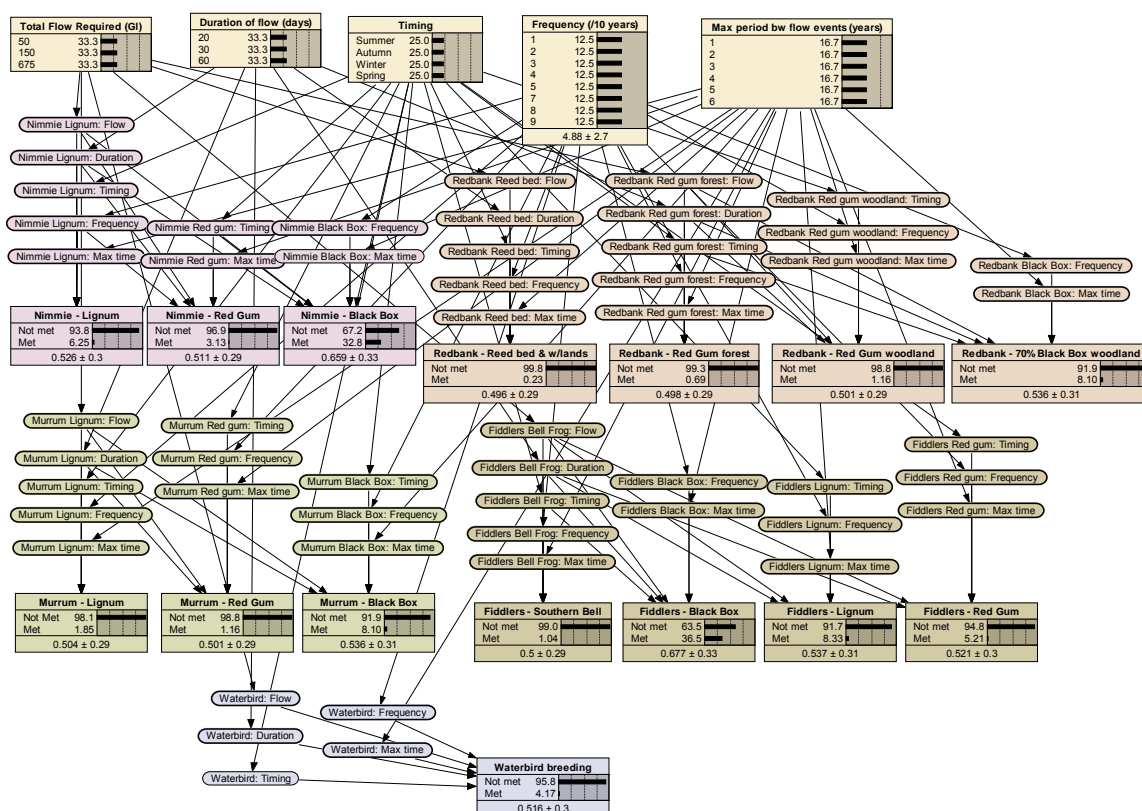 Total Flow Required (Gl)
50 33.3
150 33.3
675 33.3
Duration of flow (days)
20 33.3
30 33.3
60 33.3
Timing
Summer 25.0
Autumn 25.0
Winter 25.0
Spring 25.0
Frequency (/10 years)
1 12.5
2 12.5
3 12.5
4 12.5
5 12.5
7 12.5
8 12.5
9 12.5
4.88 ± 2.7
Max period bw flow events (years)
1 16.7
2 16.7
3 16.7
4 16.7
5 16.7
6 16.7
Nimmie Lignum: Flow
Nimmie Lignum: Duration
Nimmie Lignum: Timing
Nimmie Lignum: Frequency
Nimmie Lignum: Max time
Nimmie Red gum: Timing
Nimmie Red gum: Max time
Nimmie Black Box: Frequency
Nimmie Black Box: Max time
Redbank Reed bed: Flow
Redbank Reed bed: Duration
Redbank Reed bed: Timing
Redbank Reed bed: Frequency
Redbank Reed bed: Max time
Redbank Red gum forest: Flow
Redbank Red gum forest: Duration
Redbank Red gum forest: Timing
Redbank Red gum forest: Frequency
Redbank Red gum forest: Max time
Redbank Red gum woodland: Timing
Redbank Red gum woodland: Frequency
Redbank Red gum woodland: Max time
Redbank Black Box: Frequency
Redbank Black Box: Max time
Nimmie - Lignum
Not met 93.8
Met 6.25
0.526 ± 0.3
Nimmie - Red Gum
Not met 96.9
Met 3.13
0.511 ± 0.29
Nimmie - Black Box
Not met 67.2
Met 32.8
0.659 ± 0.33
Redbank - Reed bed & w/lands
Not met 99.8
Met 0.23
0.496 ± 0.29
Redbank - Red Gum forest
Not met 99.3
Met 0.69
0.498 ± 0.29
Redbank - Red Gum woodland
Not met 98.8
Met 1.16
0.501 ± 0.29
Redbank - 70% Black Box woodland
Not met 91.9
Met 8.10
0.536 ± 0.31
Murrum Lignum: Flow
Murrum Lignum: Duration
Murrum Lignum: Timing
Murrum Lignum: Frequency
Murrum Lignum: Max time
Murrum Red gum: Timing
Murrum Red gum: Frequency
Murrum Red gum: Max time
Murrum Black Box: Timing
Murrum Black Box: Frequency
Murrum Black Box: Max time
Fiddlers Bell Frog: Flow
Fiddlers Bell Frog: Duration
Fiddlers Bell Frog: Timing
Fiddlers Bell Frog: Frequency
Fiddlers Bell Frog: Max time
Fiddlers Black Box: Frequency
Fiddlers Black Box: Max time
Fiddlers Lignum: Timing
Fiddlers Lignum: Frequency
Fiddlers Lignum: Max time
Fiddlers Red gum: Timing
Fiddlers Red gum: Frequency
Fiddlers Red gum: Max time
Murrum - Lignum
Not Met 98.1
Met 1.85
0.504 ± 0.29
Murrum - Red Gum
Not met 98.8
Met 1.16
0.501 ± 0.29
Murrum - Black Box
Not met 91.9
Met 8.10
0.536 ± 0.31
Fiddlers - Southern Bell
Not met 99.0
Met 1.04
0.5 ± 0.29
Fiddlers - Black Box
Not met 63.5
Met 36.5
0.677 ± 0.33
Fiddlers - Lignum
Not met 91.7
Met 8.33
0.537 ± 0.31
Fiddlers - Red Gum
Not met 94.8
Met 5.21
0.521 ± 0.3
Waterbird: Flow
Waterbird: Duration
Waterbird: Timing
Waterbird: Frequency
Waterbird: Max time
Waterbird breeding
Not met 95.8
Met 4.17
0.516 ± 0.3